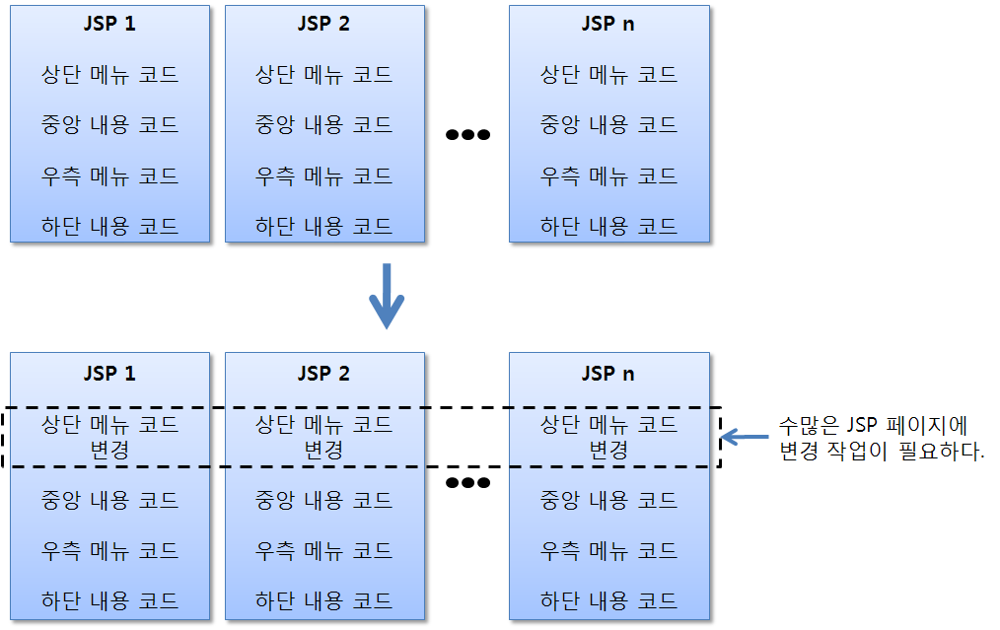 JSP 1
상단 메뉴 코드
중앙 내용 코드
우측 메뉴 코드
하단 내용 코드
JSP 2
상단 메뉴 코드
중앙 내용 코드
우측 메뉴 코드
하단 내용 코드
JSP n
상단 메뉴 코드
중앙 내용 코드
우측 메뉴 코드
하단 내용 코드
JSP 1
상단 메뉴 코드
변경
중앙 내용 코드
우측 메뉴 코드
하단 내용 코드
JSP 2
상단 메뉴 코드
변경
중앙 내용 코드
우측 메뉴 코드
하단 내용 코드
JSP n
상단 메뉴 코드
변경
중앙 내용 코드
우측 메뉴 코드
하단 내용 코드
수많은 JSP 페이지에
변경 작업이 필요하다.